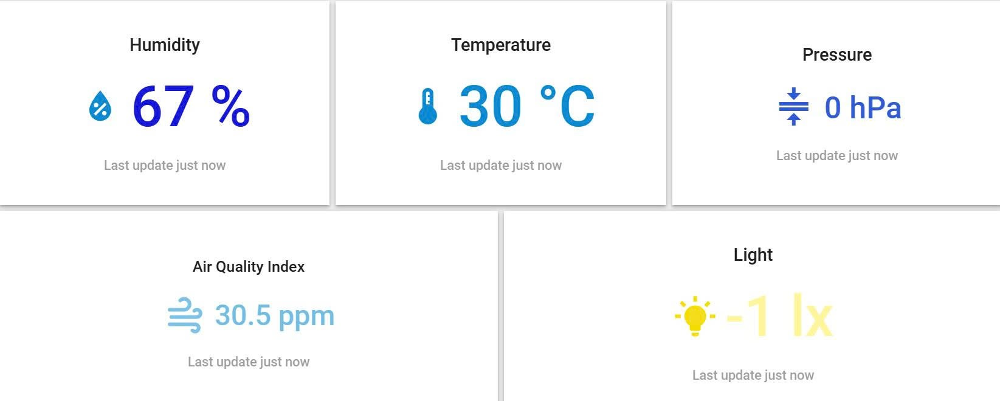 Humidity
67 %
Last update just now
Temperature
30 °C
Last update just now
Pressure
0 hPa
Last update just now
Air Quality Index
30.5 ppm
Last update just now
Light
-1 lx
Last update just now